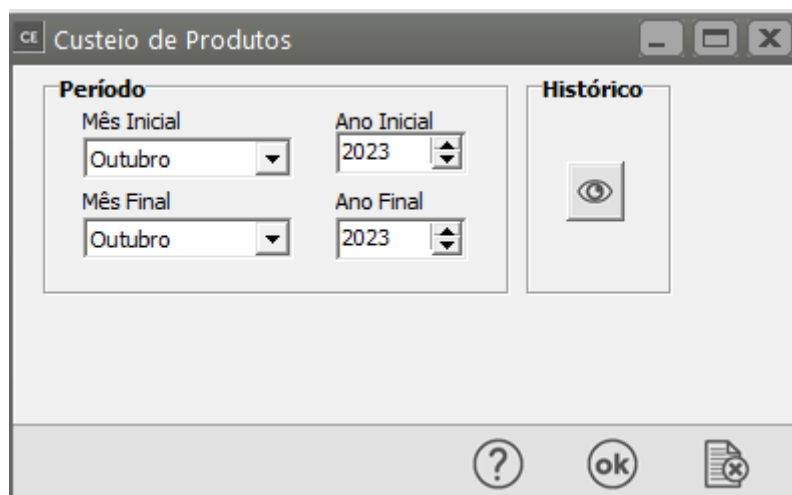 CE Custeio de Produtos
Período
Histórico
Mês Inicial
Ano Inicial
Outubro
2023
Mês Final
Ano Final
Outubro
2023
?
ok